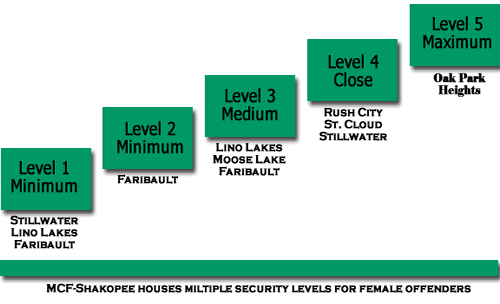 Level 1
Minimum
STILLWATER
LINO LAKES
FARIBAULT
Level 2
Minimum
FARIBAULT
Level 3
Medium
LINO LAKES
MOOSE LAKE
FARIBAULT
Level 4
Close
RUSH CITY
ST. CLOUD
STILLWATER
Level 5
Maximum
Oak Park
Heights
MCF-SHAKOPEE HOUSES MILTIPLE SECURITY LEVELS FOR FEMALE OFFENDERS